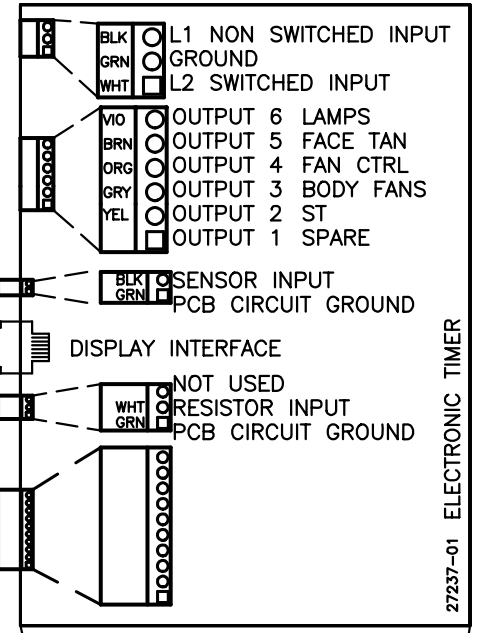 BLK L1 NON SWITCHED INPUT
GRN GROUND
WHT L2 SWITCHED INPUT
VIO OUTPUT 6 LAMPS
BRN OUTPUT 5 FACE TAN
ORG OUTPUT 4 FAN CTRL
GRY OUTPUT 3 BODY FANS
YEL OUTPUT 2 ST
OUTPUT 1 SPARE
BLK SENSOR INPUT
GRN PCB CIRCUIT GROUND
DISPLAY INTERFACE
NOT USED
WHT RESISTOR INPUT
GRN PCB CIRCUIT GROUND
27237-01 ELECTRONIC TIMER